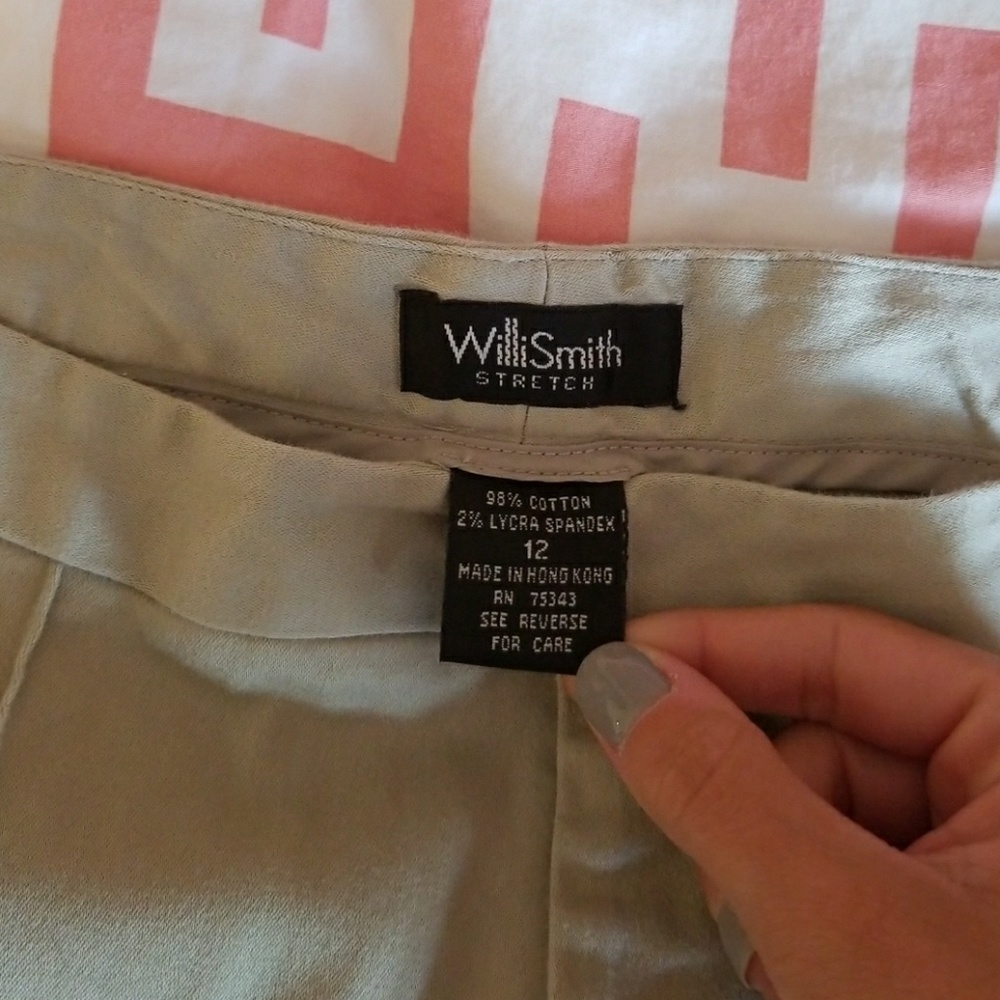 WilliSmith
STRETCH
98% COTTON
2% LYCRA SPANDEX
12
MADE IN HONG KONG
RN 75343
SEE REVERSE
FOR CARE